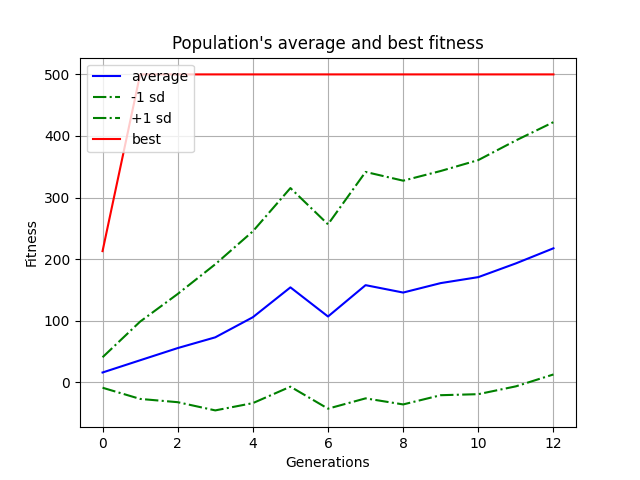 Population's average and best fitness
500
400
300
200
100
0
Fitness
average
-1 sd
+1 sd
best
0 2 4 6 8 10 12
Generations